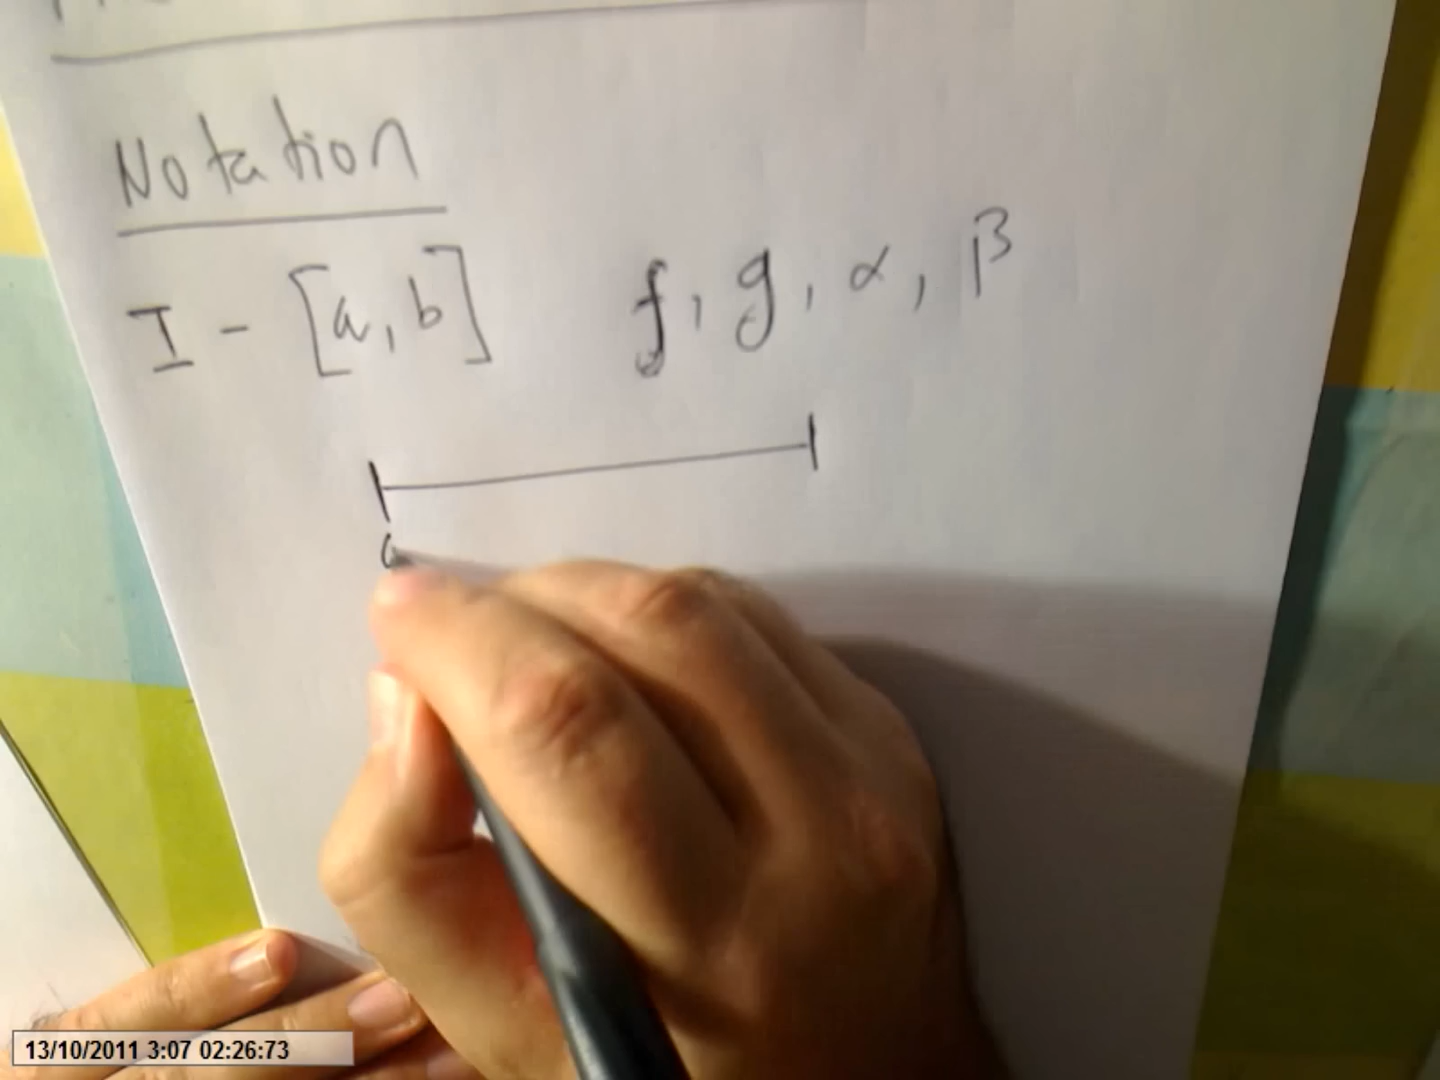 Notation
I - [a, b] f, g, α, β
a
13/10/2011 3:07 02:26:73